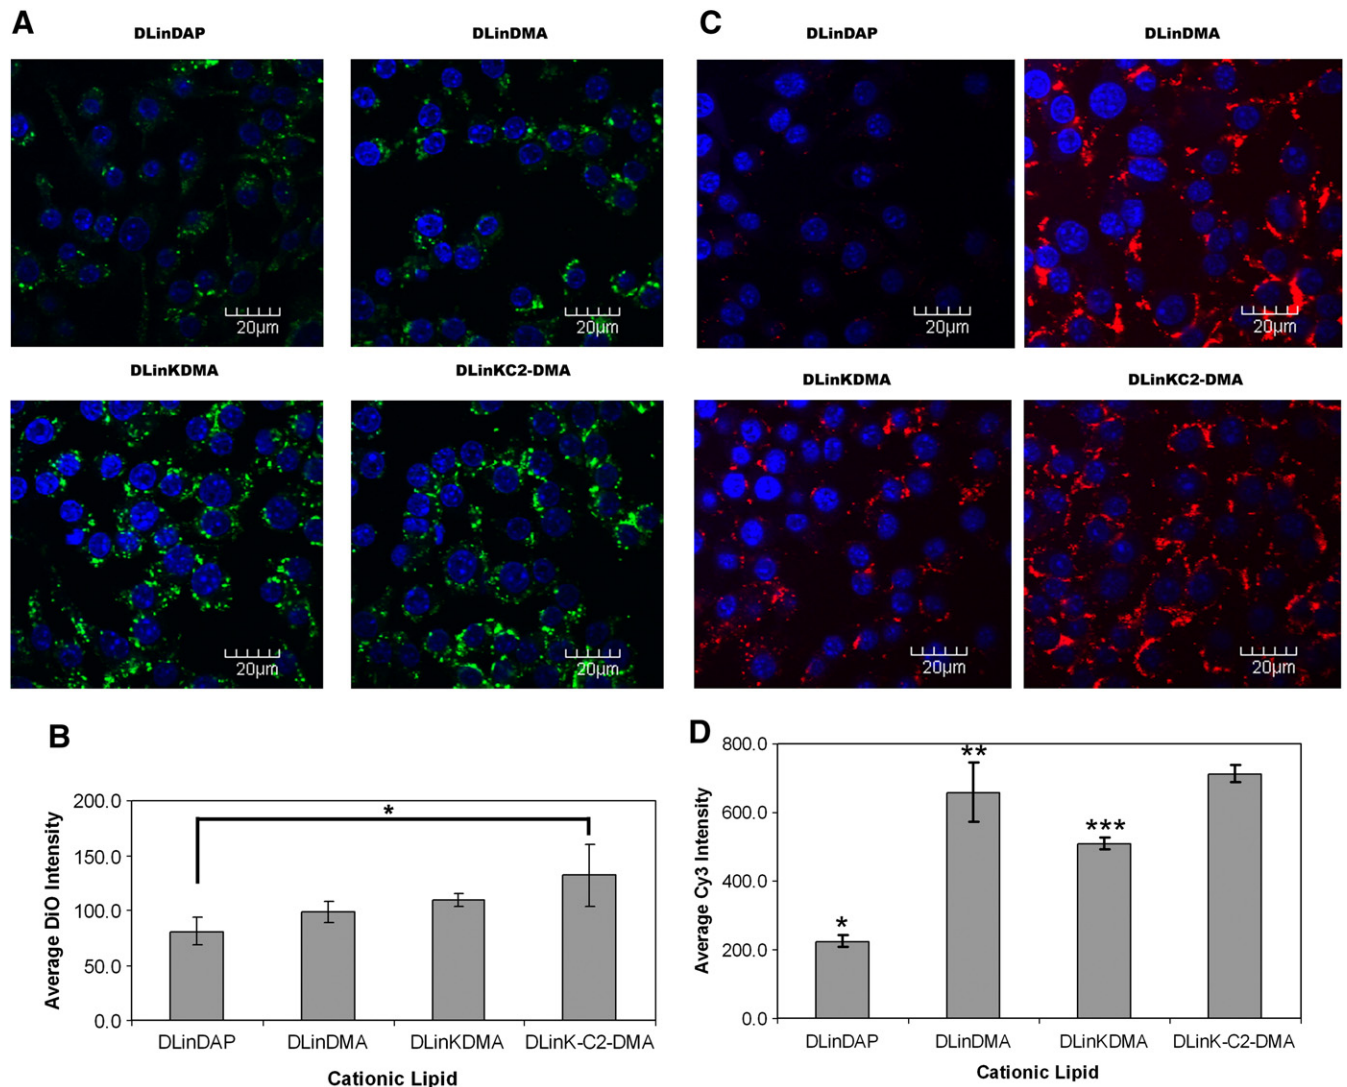 A
DLinDAP
DLinDMA
20µm
20µm
DLinKDMA
DLinKC2-DMA
20µm
20µm
C
DLinDAP
DLinDMA
20µm
20µm
DLinKDMA
DLinKC2-DMA
20µm
20µm
B
Average DiO Intensity
200.0
150.0
100.0
50.0
0.0
*
DLinDAP
DLinDMA
DLinKDMA
DLinK-C2-DMA
Cationic Lipid
D
Average Cy3 Intensity
800.0
600.0
400.0
200.0
0.0
*
**
***
DLinDAP
DLinDMA
DLinKDMA
DLinK-C2-DMA
Cationic Lipid